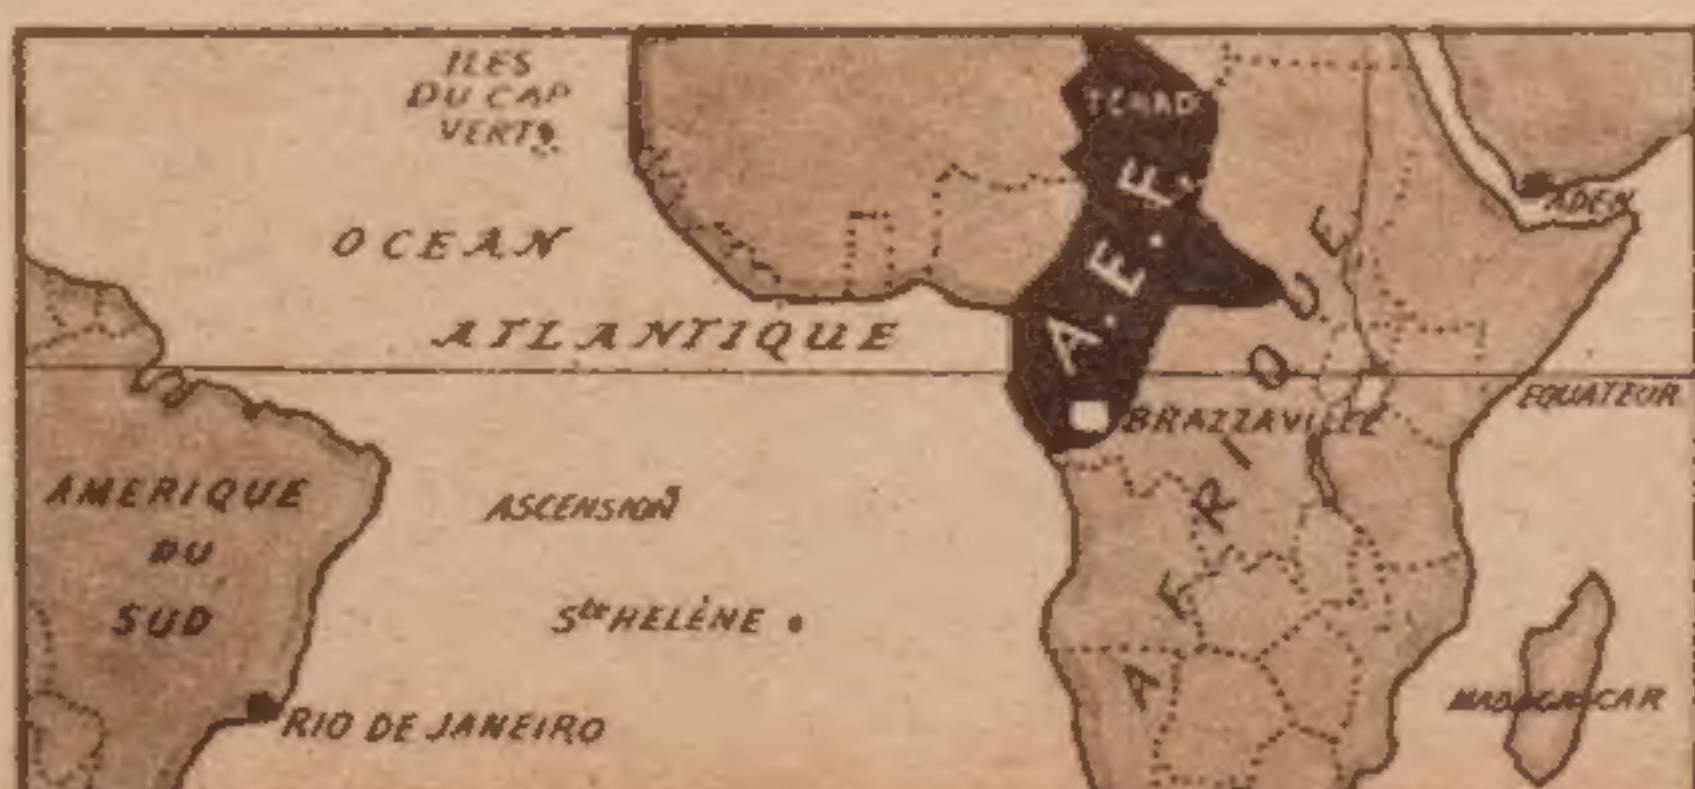 ILES
DU CAP
VERT
TCHAD
A.E.F.
ADEN
OCEAN
ATLANTIQUE
AFRIQUE
EQUATEUR
BRAZZAVILLE
AMERIQUE
DU
SUD
ASCENSION
Ste HELÈNE
RIO DE JANEIRO
MADAGASCAR